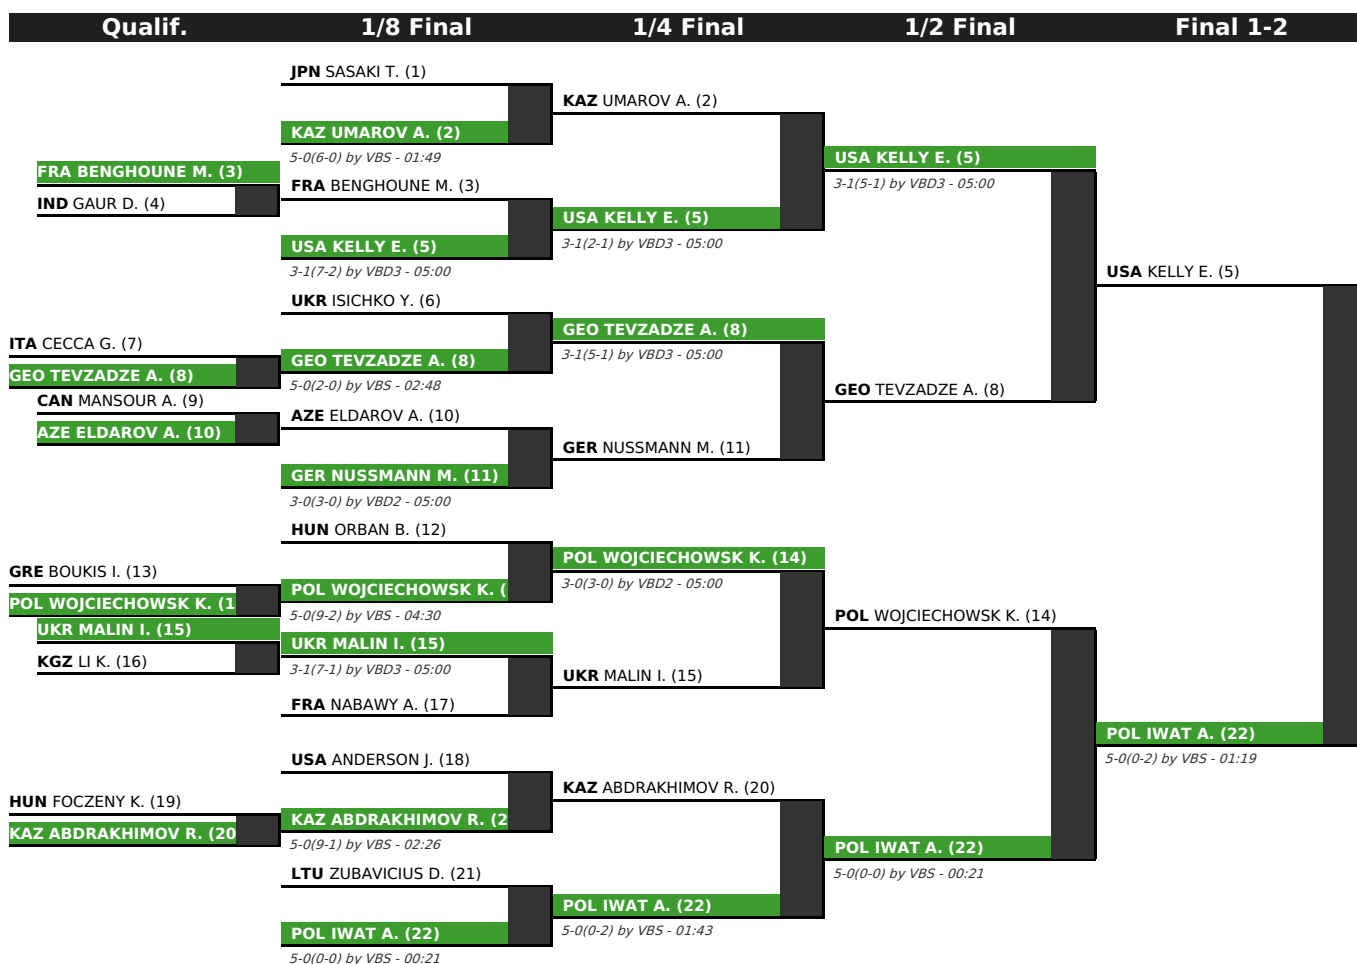 Qualif.
1/8 Final
1/4 Final
1/2 Final
Final 1-2
FRA BENGHOUNE M. (3)
IND GAUR D. (4)
ITA CECCA G. (7)
GEO TEVZADZE A. (8)
CAN MANSOUR A. (9)
AZE ELDAROV A. (10)
GRE BOUKIS I. (13)
POL WOJCIECHOWSK K. (1
UKR MALIN I. (15)
KGZ LI K. (16)
HUN FOCZENY K. (19)
KAZ ABDRAKHIMOV R. (20
JPN SASAKI T. (1)
KAZ UMAROV A. (2)
5-0(6-0) by VBS - 01:49
FRA BENGHOUNE M. (3)
USA KELLY E. (5)
3-1(7-2) by VBD3 - 05:00
UKR ISICHKO Y. (6)
GEO TEVZADZE A. (8)
5-0(2-0) by VBS - 02:48
AZE ELDAROV A. (10)
GER NUSSMANN M. (11)
3-0(3-0) by VBD2 - 05:00
HUN ORBAN B. (12)
POL WOJCIECHOWSK K. (
5-0(9-2) by VBS - 04:30
UKR MALIN I. (15)
3-1(7-1) by VBD3 - 05:00
FRA NABAWY A. (17)
USA ANDERSON J. (18)
KAZ ABDRAKHIMOV R. (2
5-0(9-1) by VBS - 02:26
LTU ZUBAVICIUS D. (21)
POL IWAT A. (22)
5-0(0-0) by VBS - 00:21
KAZ UMAROV A. (2)
USA KELLY E. (5)
3-1(2-1) by VBD3 - 05:00
GEO TEVZADZE A. (8)
3-1(5-1) by VBD3 - 05:00
GER NUSSMANN M. (11)
POL WOJCIECHOWSK K. (14)
3-0(3-0) by VBD2 - 05:00
UKR MALIN I. (15)
KAZ ABDRAKHIMOV R. (20)
POL IWAT A. (22)
5-0(0-2) by VBS - 01:43
USA KELLY E. (5)
3-1(5-1) by VBD3 - 05:00
GEO TEVZADZE A. (8)
POL WOJCIECHOWSK K. (14)
POL IWAT A. (22)
5-0(0-0) by VBS - 00:21
USA KELLY E. (5)
POL IWAT A. (22)
5-0(0-2) by VBS - 01:19